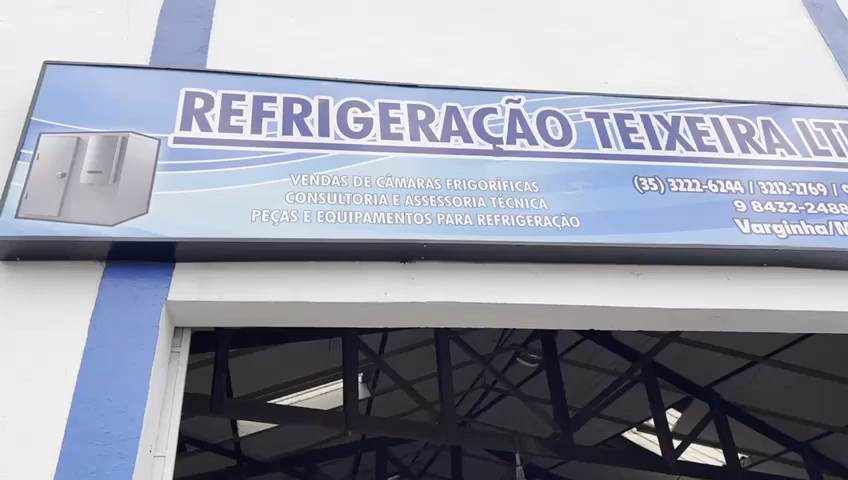 REFRIGERAÇÃO TEIXEIRA
VENDAS DE CÂMARAS FRIGORÍFICAS
CONSULTORIA E ASSESSORIA TÉCNICA
PEÇAS E EQUIPAMENTOS PARA REFRIGERAÇÃO
(35) 3222-6244 / 3212-2769 /
9 8432-2488
Varginha/